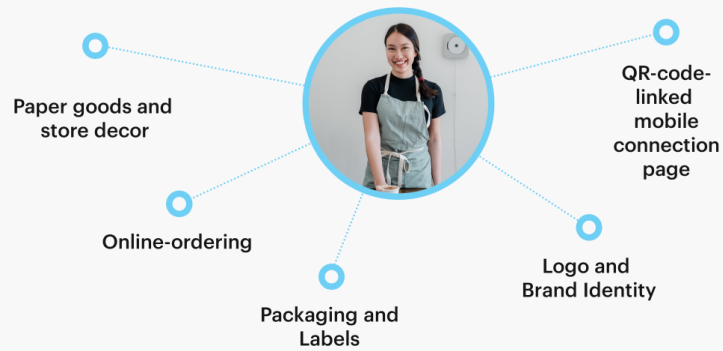 Paper goods and
store decor
Online-ordering
Packaging and
Labels
Logo and
Brand Identity
QR-code-
linked
mobile
connection
page